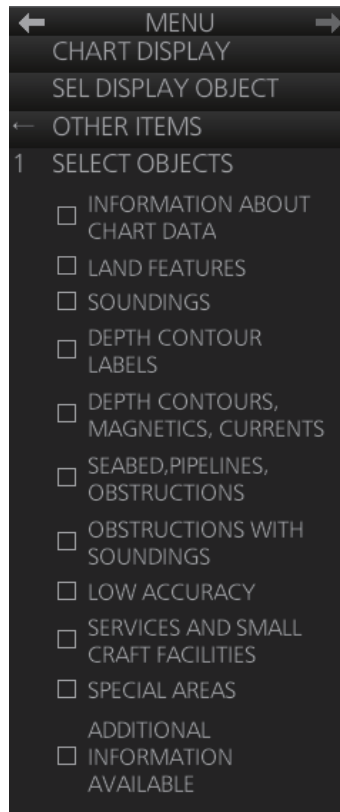 ← MENU →
CHART DISPLAY
SEL DISPLAY OBJECT
← OTHER ITEMS
1 SELECT OBJECTS
INFORMATION ABOUT
CHART DATA
LAND FEATURES
SOUNDINGS
DEPTH CONTOUR
LABELS
DEPTH CONTOURS,
MAGNETICS, CURRENTS
SEABED,PIPELINES,
OBSTRUCTIONS
OBSTRUCTIONS WITH
SOUNDINGS
LOW ACCURACY
SERVICES AND SMALL
CRAFT FACILITIES
SPECIAL AREAS
ADDITIONAL
INFORMATION
AVAILABLE